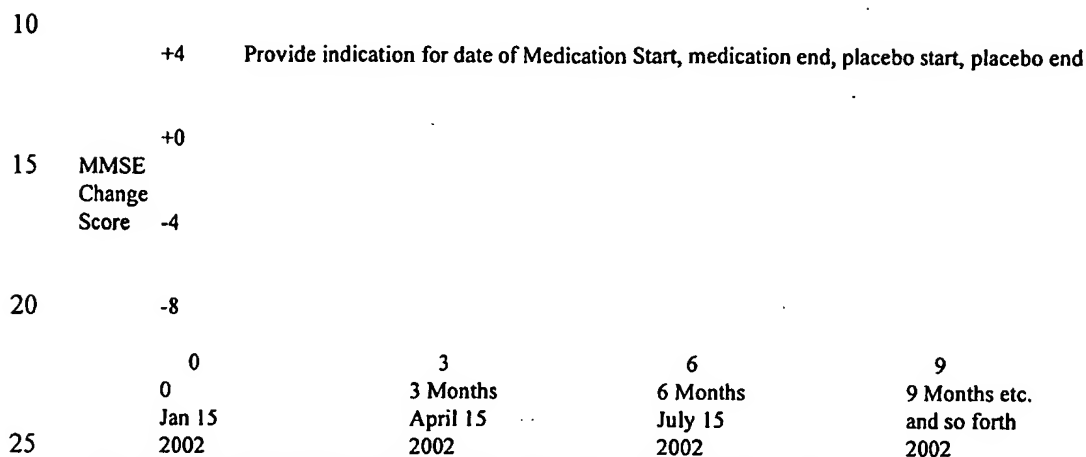 10
+4 Provide indication for date of Medication Start, medication end, placebo start, placebo end
+0
15 MMSE
Change
Score -4
20 -8
0 3 6 9
0 3 Months 6 Months 9 Months etc.
Jan 15 April 15 July 15 and so forth
25 2002 2002 2002 2002